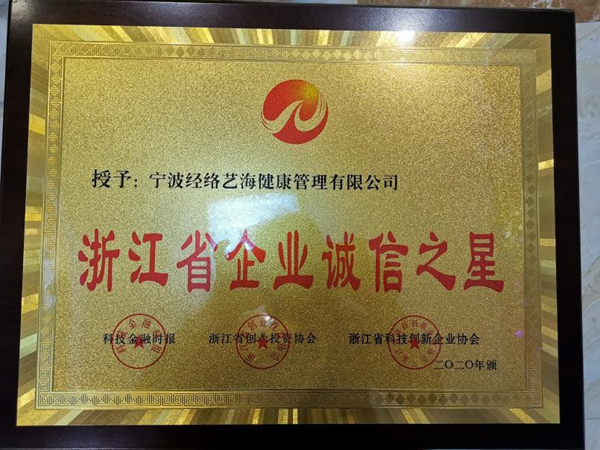 授予：宁波经络艺海健康管理有限公司
浙江省企业诚信之星
科技金融时报 浙江省创业投资协会 浙江省科技创新企业协会
二〇二〇年颁